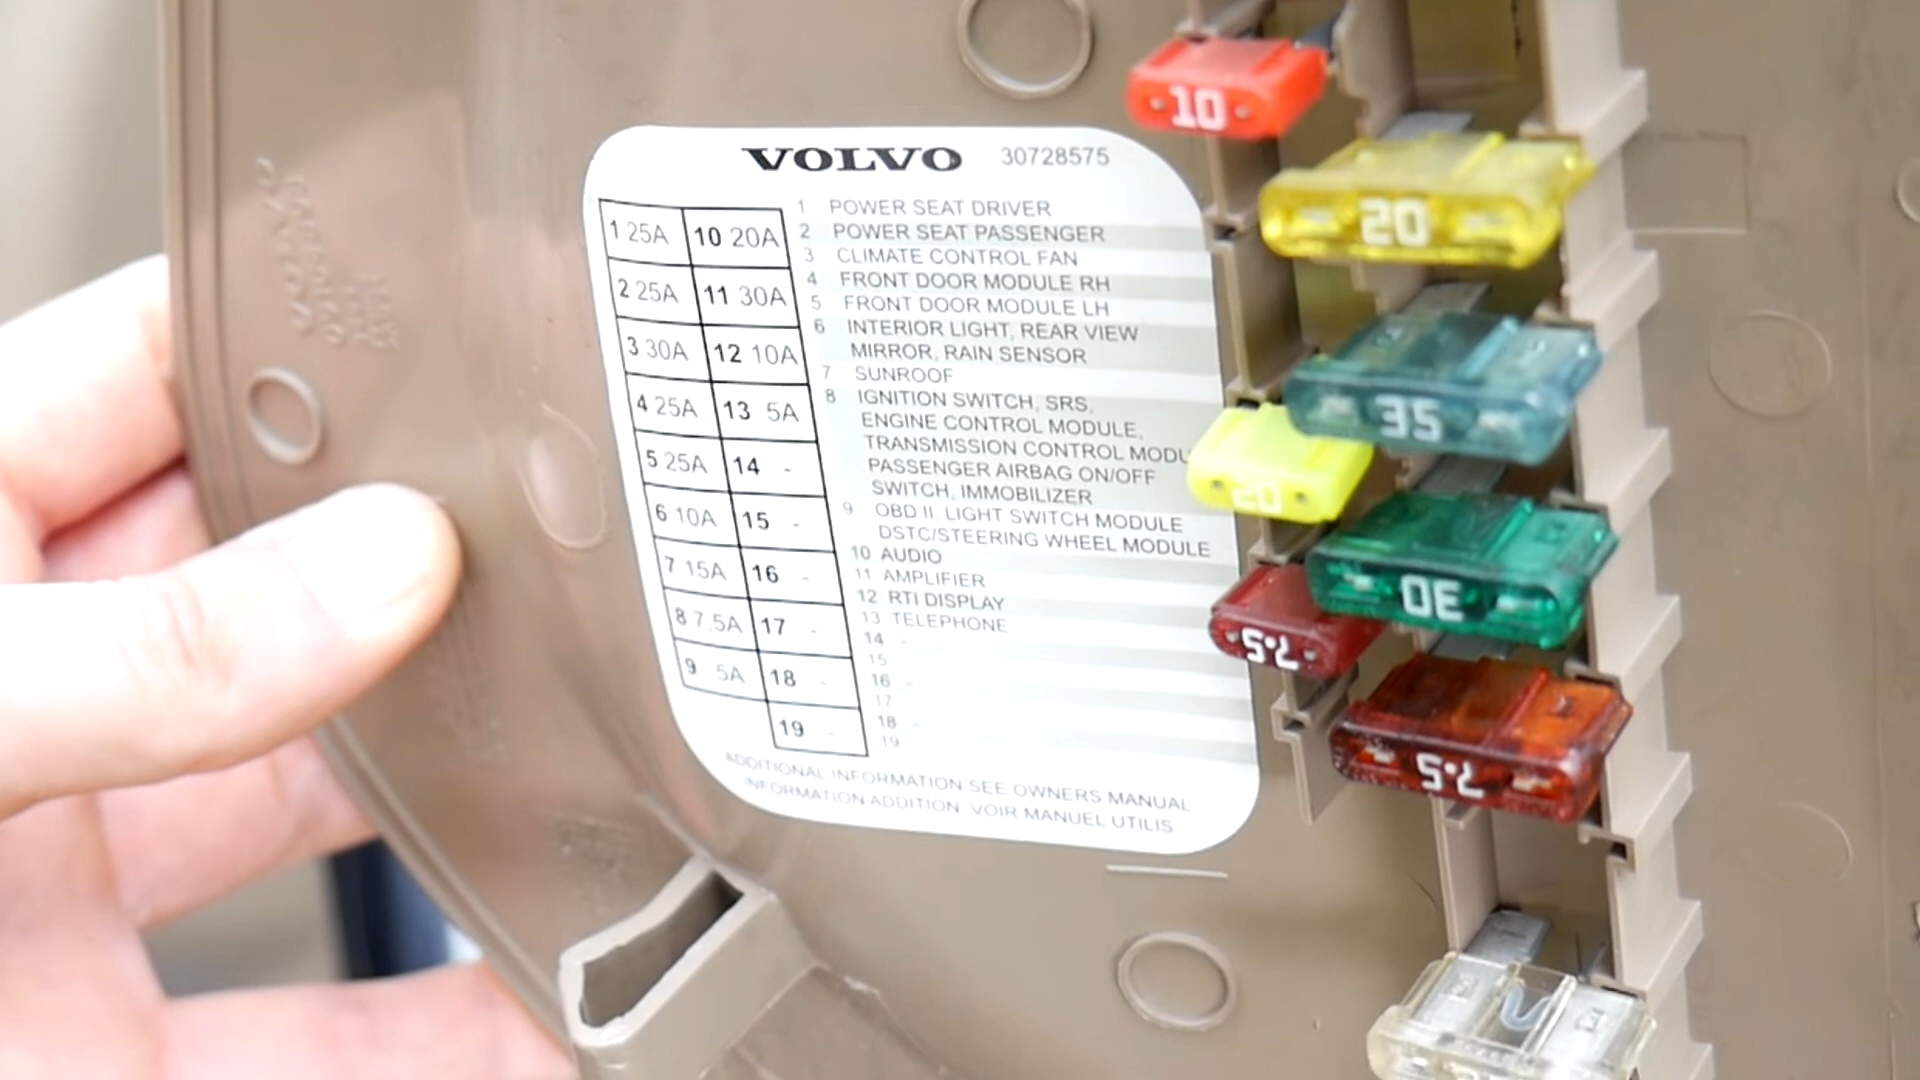 VOLVO 30728575
1 25A 10 20A
2 25A 11 30A
3 30A 12 10A
4 25A 13 5A
5 25A 14 -
6 10A 15 -
7 15A 16 -
8 7,5A 17 -
9 5A 18 -
19 -
1 POWER SEAT DRIVER
2 POWER SEAT PASSENGER
3 CLIMATE CONTROL FAN
4 FRONT DOOR MODULE RH
5 FRONT DOOR MODULE LH
6 INTERIOR LIGHT, REAR VIEW
MIRROR, RAIN SENSOR
7 SUNROOF
8 IGNITION SWITCH, SRS,
ENGINE CONTROL MODULE,
TRANSMISSION CONTROL MODU
PASSENGER AIRBAG ON/OFF
SWITCH, IMMOBILIZER
9 OBD II LIGHT SWITCH MODULE
DSTC/STEERING WHEEL MODULE
10 AUDIO
11 AMPLIFIER
12 RTI DISPLAY
13 TELEPHONE
14 -
15
16 -
17
18 -
19
ADDITIONAL INFORMATION SEE OWNERS MANUAL
INFORMATION ADDITION VOIR MANUEL UTILIS
10
20
35
20
30
7.5
7.5